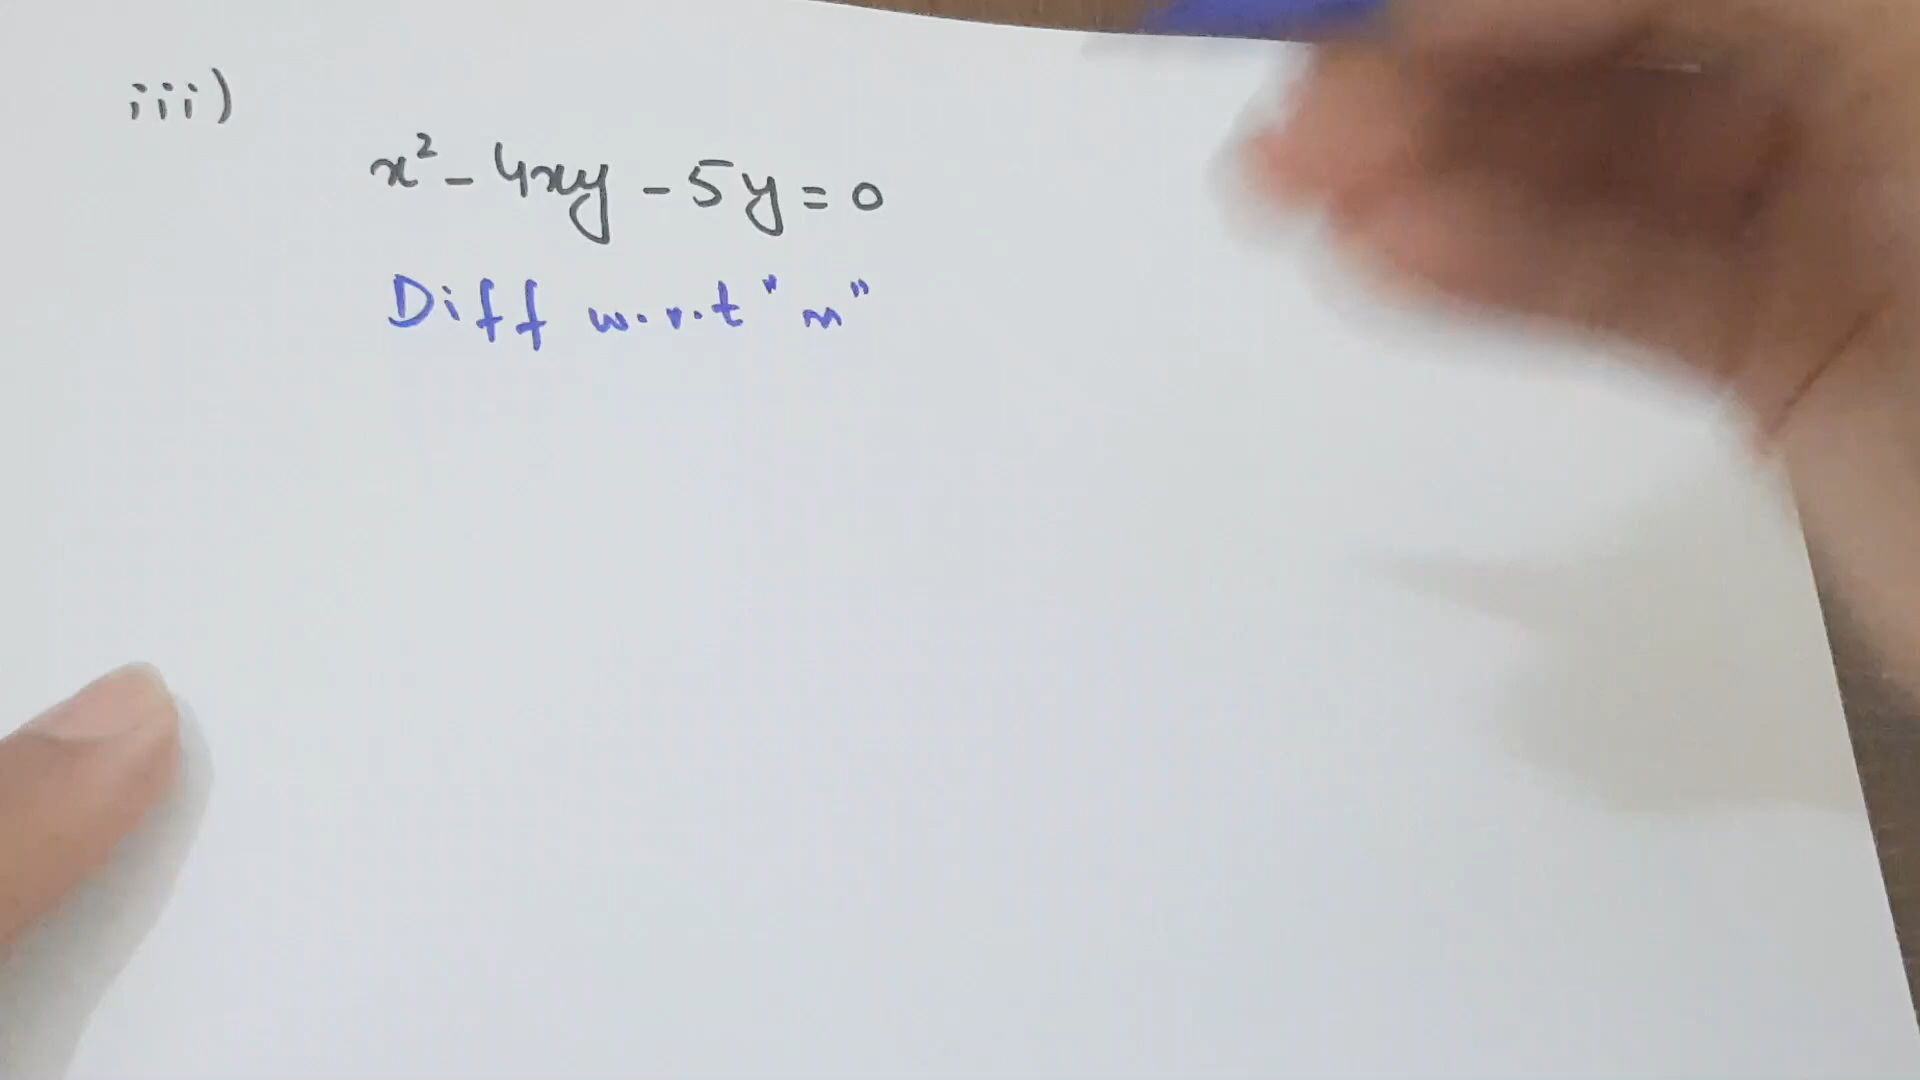 iii)
x² - 4xy - 5y = 0
Diff w.r.t "x"